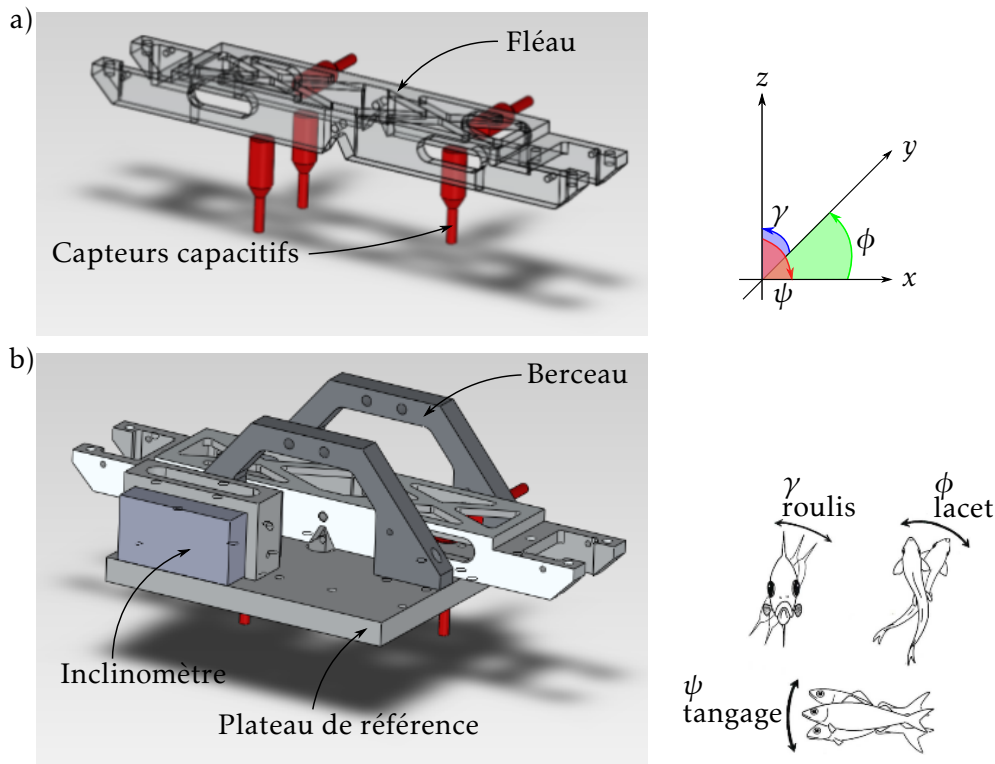 a)
Fléau
Capteurs capacitifs
z
y
γ
ϕ
x
ψ
b)
Berceau
Inclinomètre
Plateau de référence
γ
roulis
ϕ
lacet
ψ
tangage